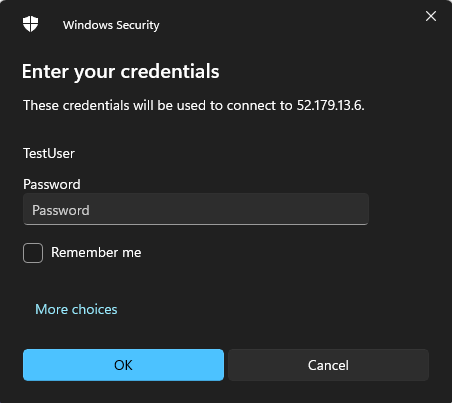 Windows Security
Enter your credentials
These credentials will be used to connect to 52.179.13.6.
TestUser
Password
Password
Remember me
More choices
OK
Cancel